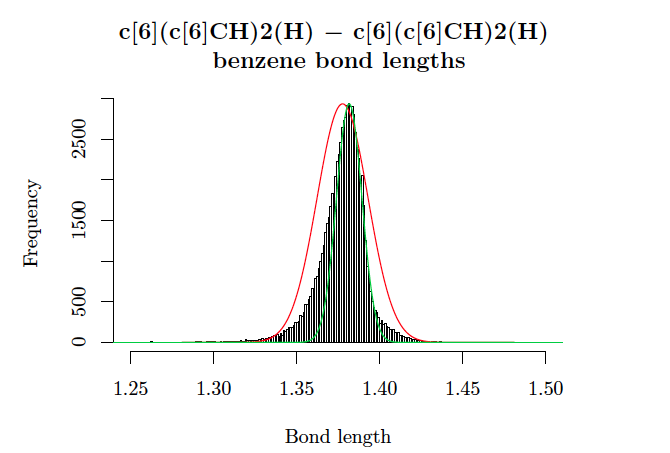 c[6](c[6]CH)2(H) − c[6](c[6]CH)2(H)
benzene bond lengths
Frequency
2500
1500
500
0
1.25 1.30 1.35 1.40 1.45 1.50
Bond length